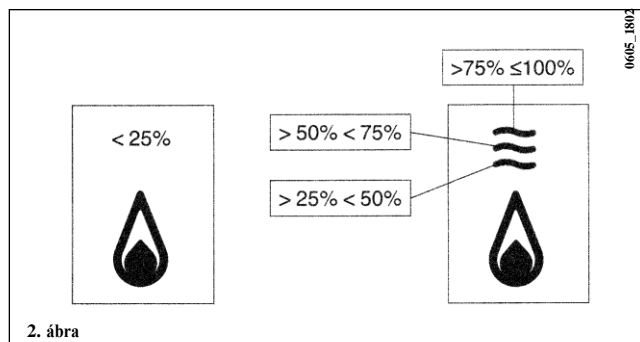 0605_1802
>75% ≤100%
< 25%
> 50% < 75%
> 25% < 50%
2. ábra